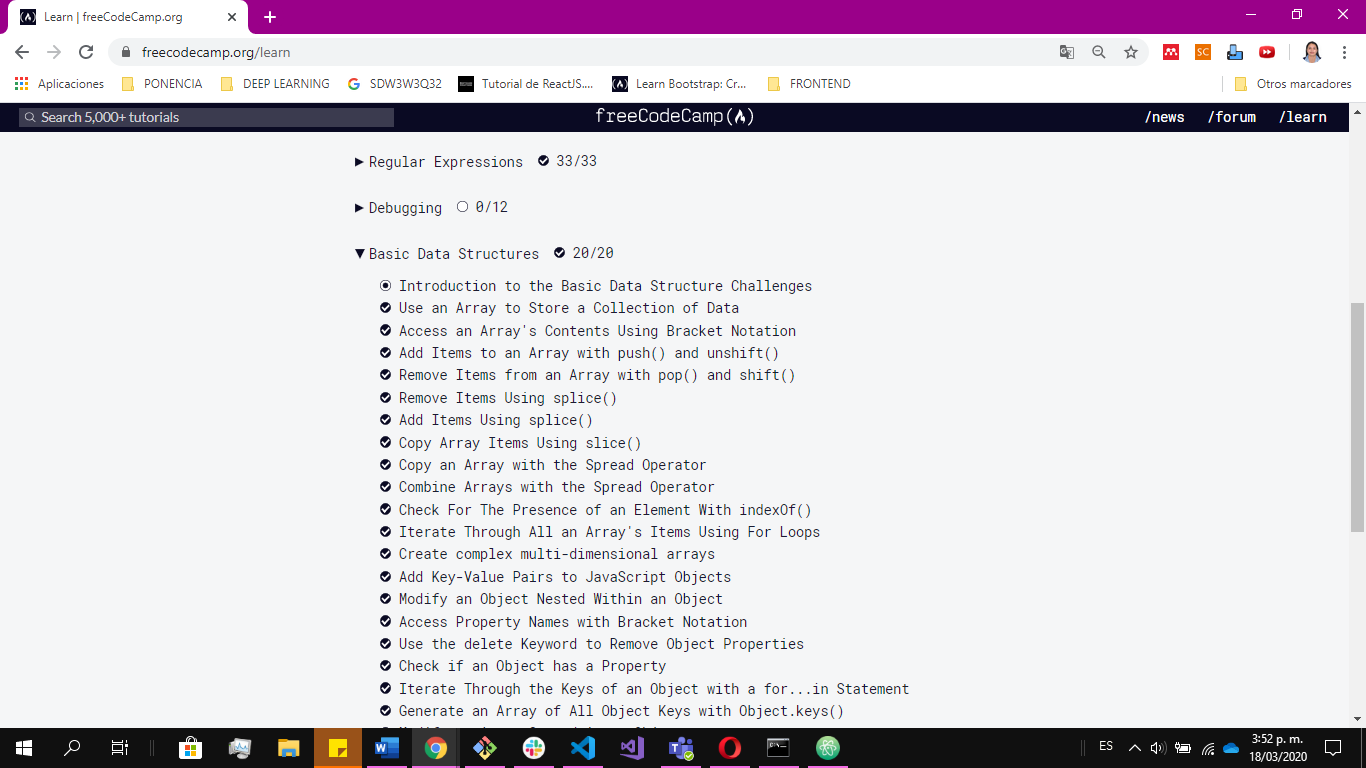 Learn | freeCodeCamp.org
freecodecamp.org/learn
Aplicaciones PONENCIA DEEP LEARNING SDW3W3Q32 Tutorial de ReactJS.... Learn Bootstrap: Cr... FRONTEND Otros marcadores
Search 5,000+ tutorials freeCodeCamp /news /forum /learn
Regular Expressions 33/33
Debugging 0/12
Basic Data Structures 20/20
Introduction to the Basic Data Structure Challenges
Use an Array to Store a Collection of Data
Access an Array's Contents Using Bracket Notation
Add Items to an Array with push() and unshift()
Remove Items from an Array with pop() and shift()
Remove Items Using splice()
Add Items Using splice()
Copy Array Items Using slice()
Copy an Array with the Spread Operator
Combine Arrays with the Spread Operator
Check For The Presence of an Element With indexOf()
Iterate Through All an Array's Items Using For Loops
Create complex multi-dimensional arrays
Add Key-Value Pairs to JavaScript Objects
Modify an Object Nested Within an Object
Access Property Names with Bracket Notation
Use the delete Keyword to Remove Object Properties
Check if an Object has a Property
Iterate Through the Keys of an Object with a for...in Statement
Generate an Array of All Object Keys with Object.keys()
ES 3:52 p. m.
18/03/2020